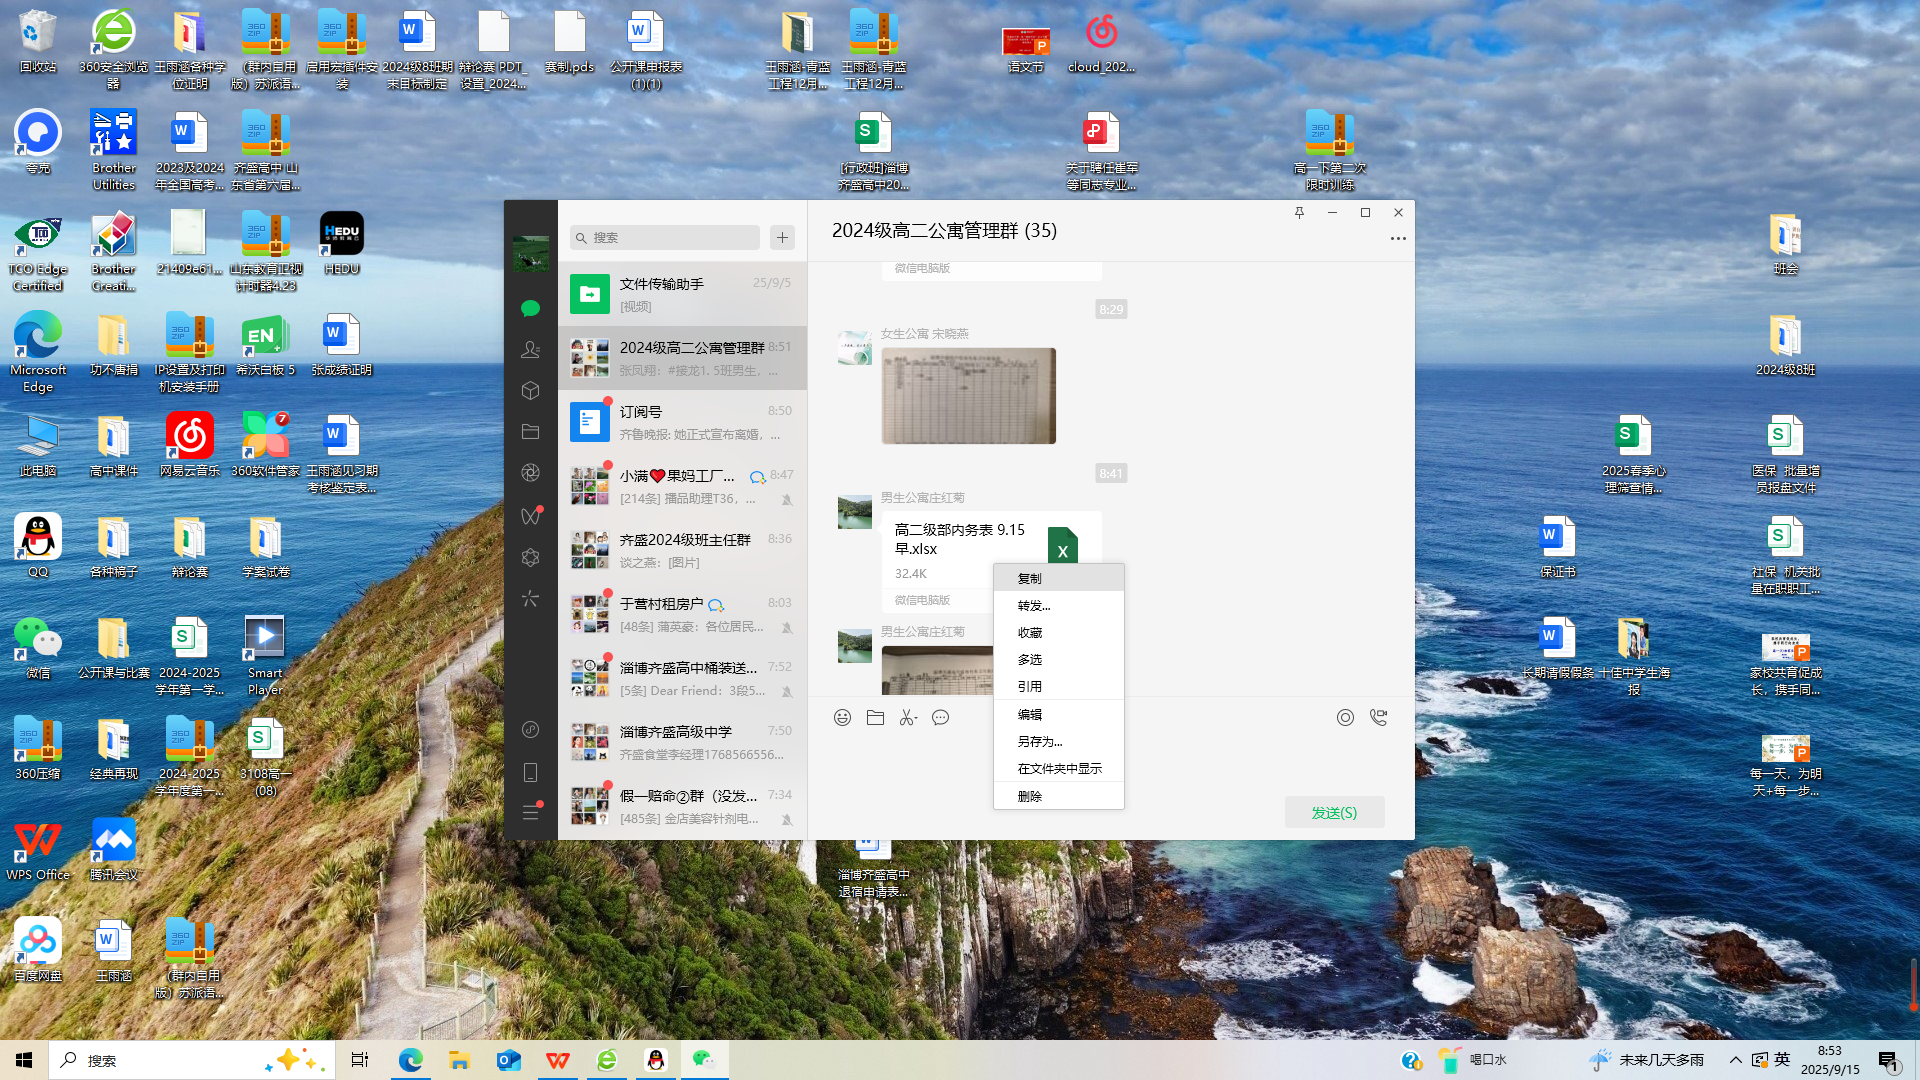 回收站
360安全浏览
器
王雨涵各种学
位证明
（群内自用
版）苏派语...
启用宏插件安
装
2024级8班期
末目标制定
辩论赛 PDT_
设置_2024...
赛制.pds
公开课申报表
(1)(1)
王雨涵-青蓝
工程12月...
王雨涵-青蓝
工程12月...
语文节
cloud_202...
夸克
Brother
Utilities
2023及2024
年全国高考...
齐盛高中 山
东省第六届...
[行政班]淄博
齐盛高中20...
关于聘任崔军
等同志专业...
高一下第二次
限时训练
TCO Edge
Certified
Brother
Creati...
21409e61...
山东教育卫视
计时器4.23
HEDU
班会
Microsoft
Edge
功不唐捐
IP设置及打印
机安装手册
希沃白板 5
张成绩证明
2024级8班
此电脑
高中课件
网易云音乐
360软件管家
王雨涵见习期
考核鉴定表...
2025春季心
理筛查情...
医保_批量增
员报盘文件
QQ
各种稿子
辩论赛
学案试卷
保证书
社保_机关批
量在职职工...
微信
公开课与比赛
2024-2025
学年第一学...
Smart
Player
长期请假假条
十佳中学生海
报
家校共育促成
长，携手同...
360压缩
经典再现
2024-2025
学年度第一...
3108高一
(08)
每一天，为明
天+每一步...
WPS Office
腾讯会议
淄博齐盛高中
退宿申请表...
百度网盘
王雨涵
（群内自用
版）苏派语...
搜索
文件传输助手
25/9/5
[视频]
2024级高二公寓管理群
8:51
张凤翔：#接龙1. 5班男生，...
订阅号
8:50
齐鲁晚报: 她正式宣布离婚，...
小满❤果妈工厂...
8:47
[214条] 播品助理T36，...
齐盛2024级班主任群
8:36
谈之燕：[图片]
于营村租房户
8:03
[48条] 蒲英豪：各位居民...
淄博齐盛高中桶装送...
7:52
[5条] Dear Friend：3段5...
淄博齐盛高级中学
7:50
齐盛食堂李经理1768566556...
假一赔命②群（没发...
7:34
[485条] 金店美容针剂电...
2024级高二公寓管理群 (35)
微信电脑版
8:29
女生公寓 宋晓燕
8:41
男生公寓庄红菊
高二级部内务表 9.15
早.xlsx
32.4K
微信电脑版
男生公寓庄红菊
复制
转发...
收藏
多选
引用
编辑
另存为...
在文件夹中显示
删除
发送(S)
搜索
喝口水
未来几天多雨
英
8:53
2025/9/15